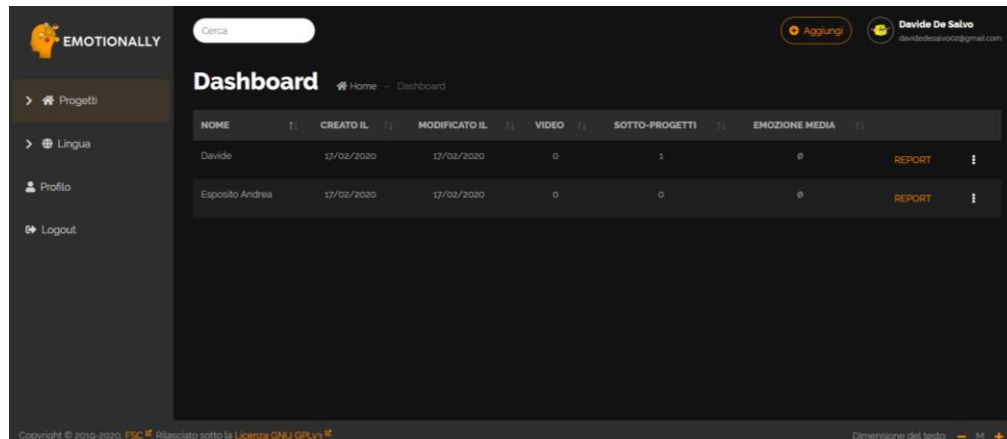 EMOTIONALLY
Cerca
Aggiungi
Davide De Salvo
davidedesalvo02@gmail.com
Progetti
Lingua
Profilo
Logout
Dashboard Home - Dashboard
NOME CREATO IL MODIFICATO IL VIDEO SOTTO-PROGETTI EMOZIONE MEDIA
Davide 17/02/2020 17/02/2020 0 1 ∅ REPORT
Esposito Andrea 17/02/2020 17/02/2020 0 0 ∅ REPORT
Copyright © 2019-2020, FSC Rilasciato sotto la Licenza GNU GPLv3 Dimensione del testo: − M +